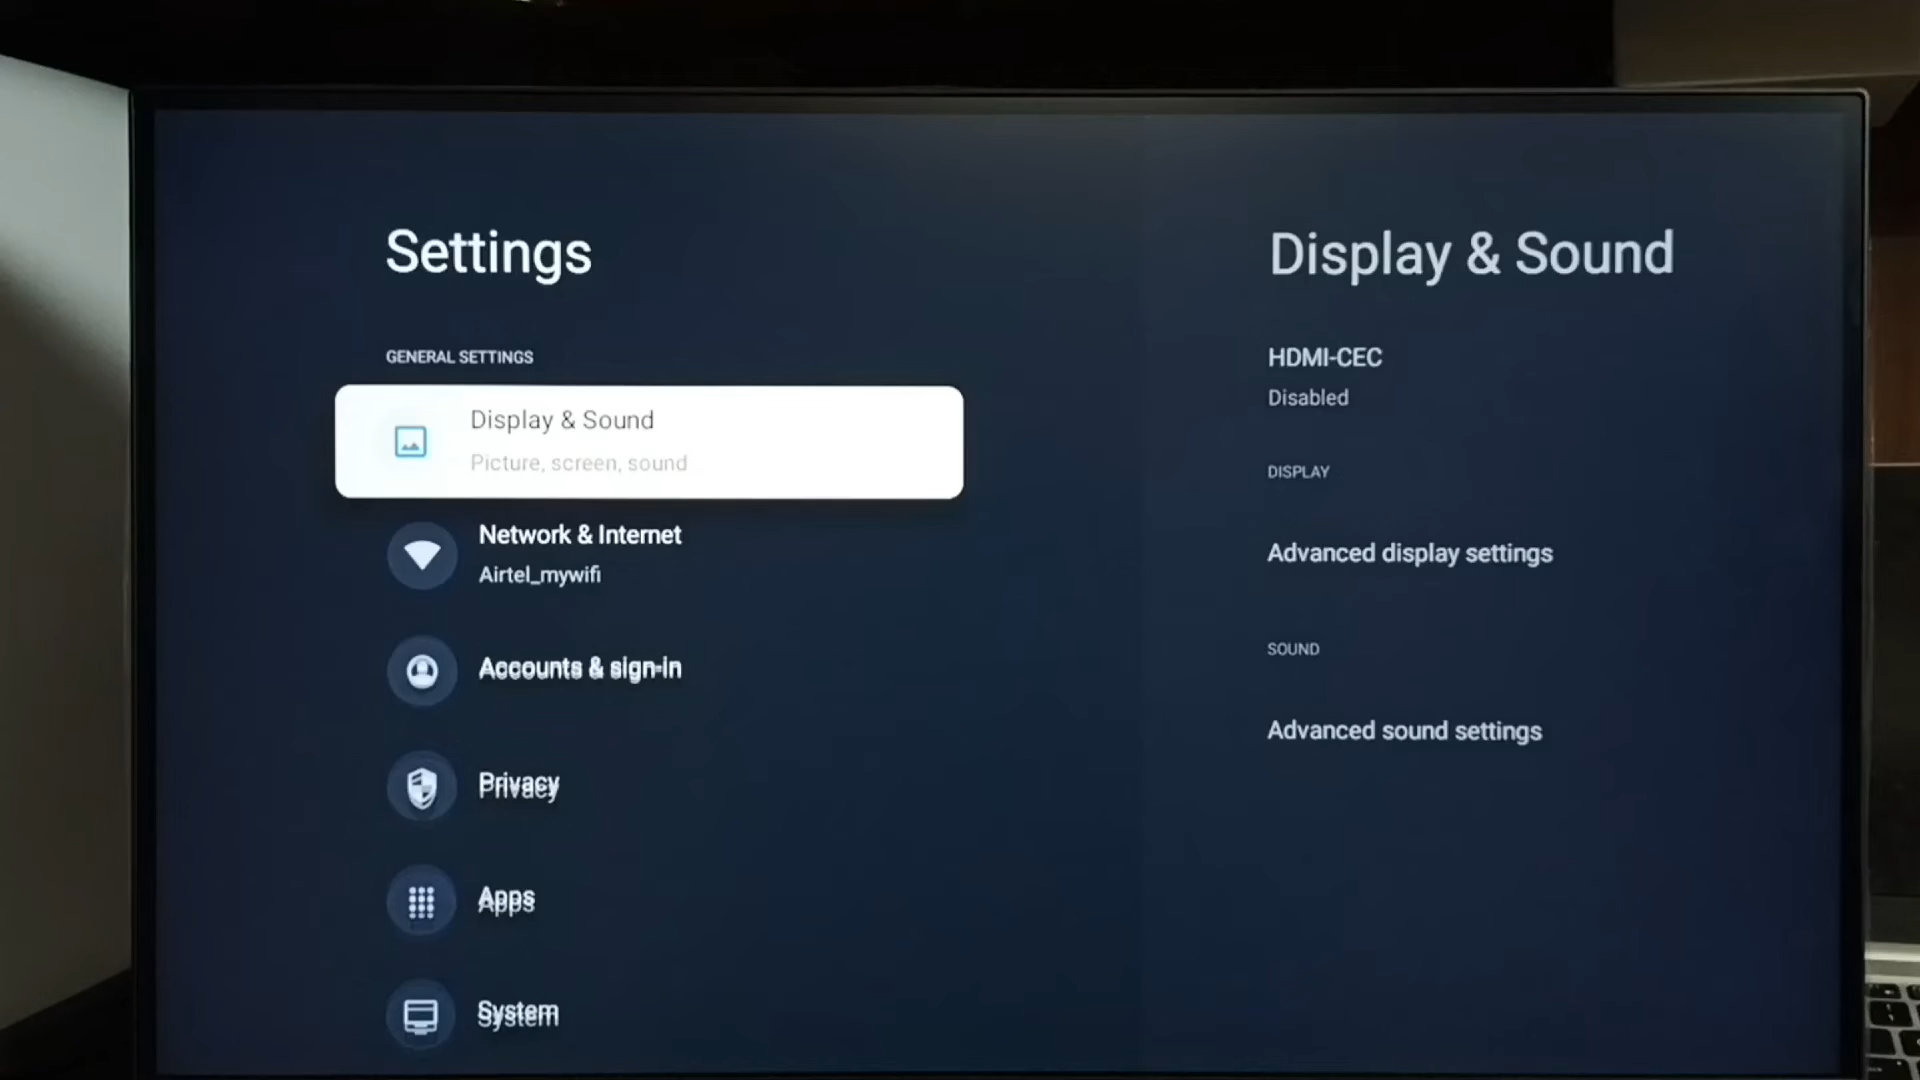 Settings
GENERAL SETTINGS
Display & Sound
Picture, screen, sound
Network & Internet
Airtel_mywifi
Accounts & sign-in
Privacy
Apps
System
Display & Sound
HDMI-CEC
Disabled
DISPLAY
Advanced display settings
SOUND
Advanced sound settings